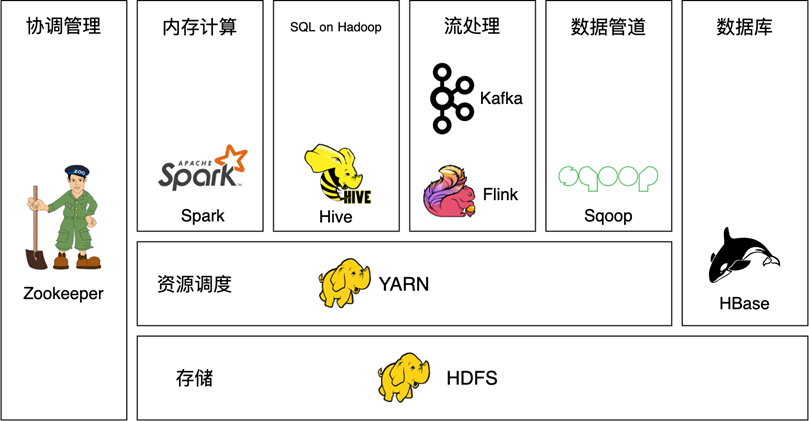 协调管理
内存计算
SQL on Hadoop
流处理
数据管道
数据库
Kafka
ZOO
APACHE
Spark
HIVE
Flink
sqoop
Spark
Hive
Sqoop
Zookeeper
资源调度
YARN
HBase
存储
HDFS